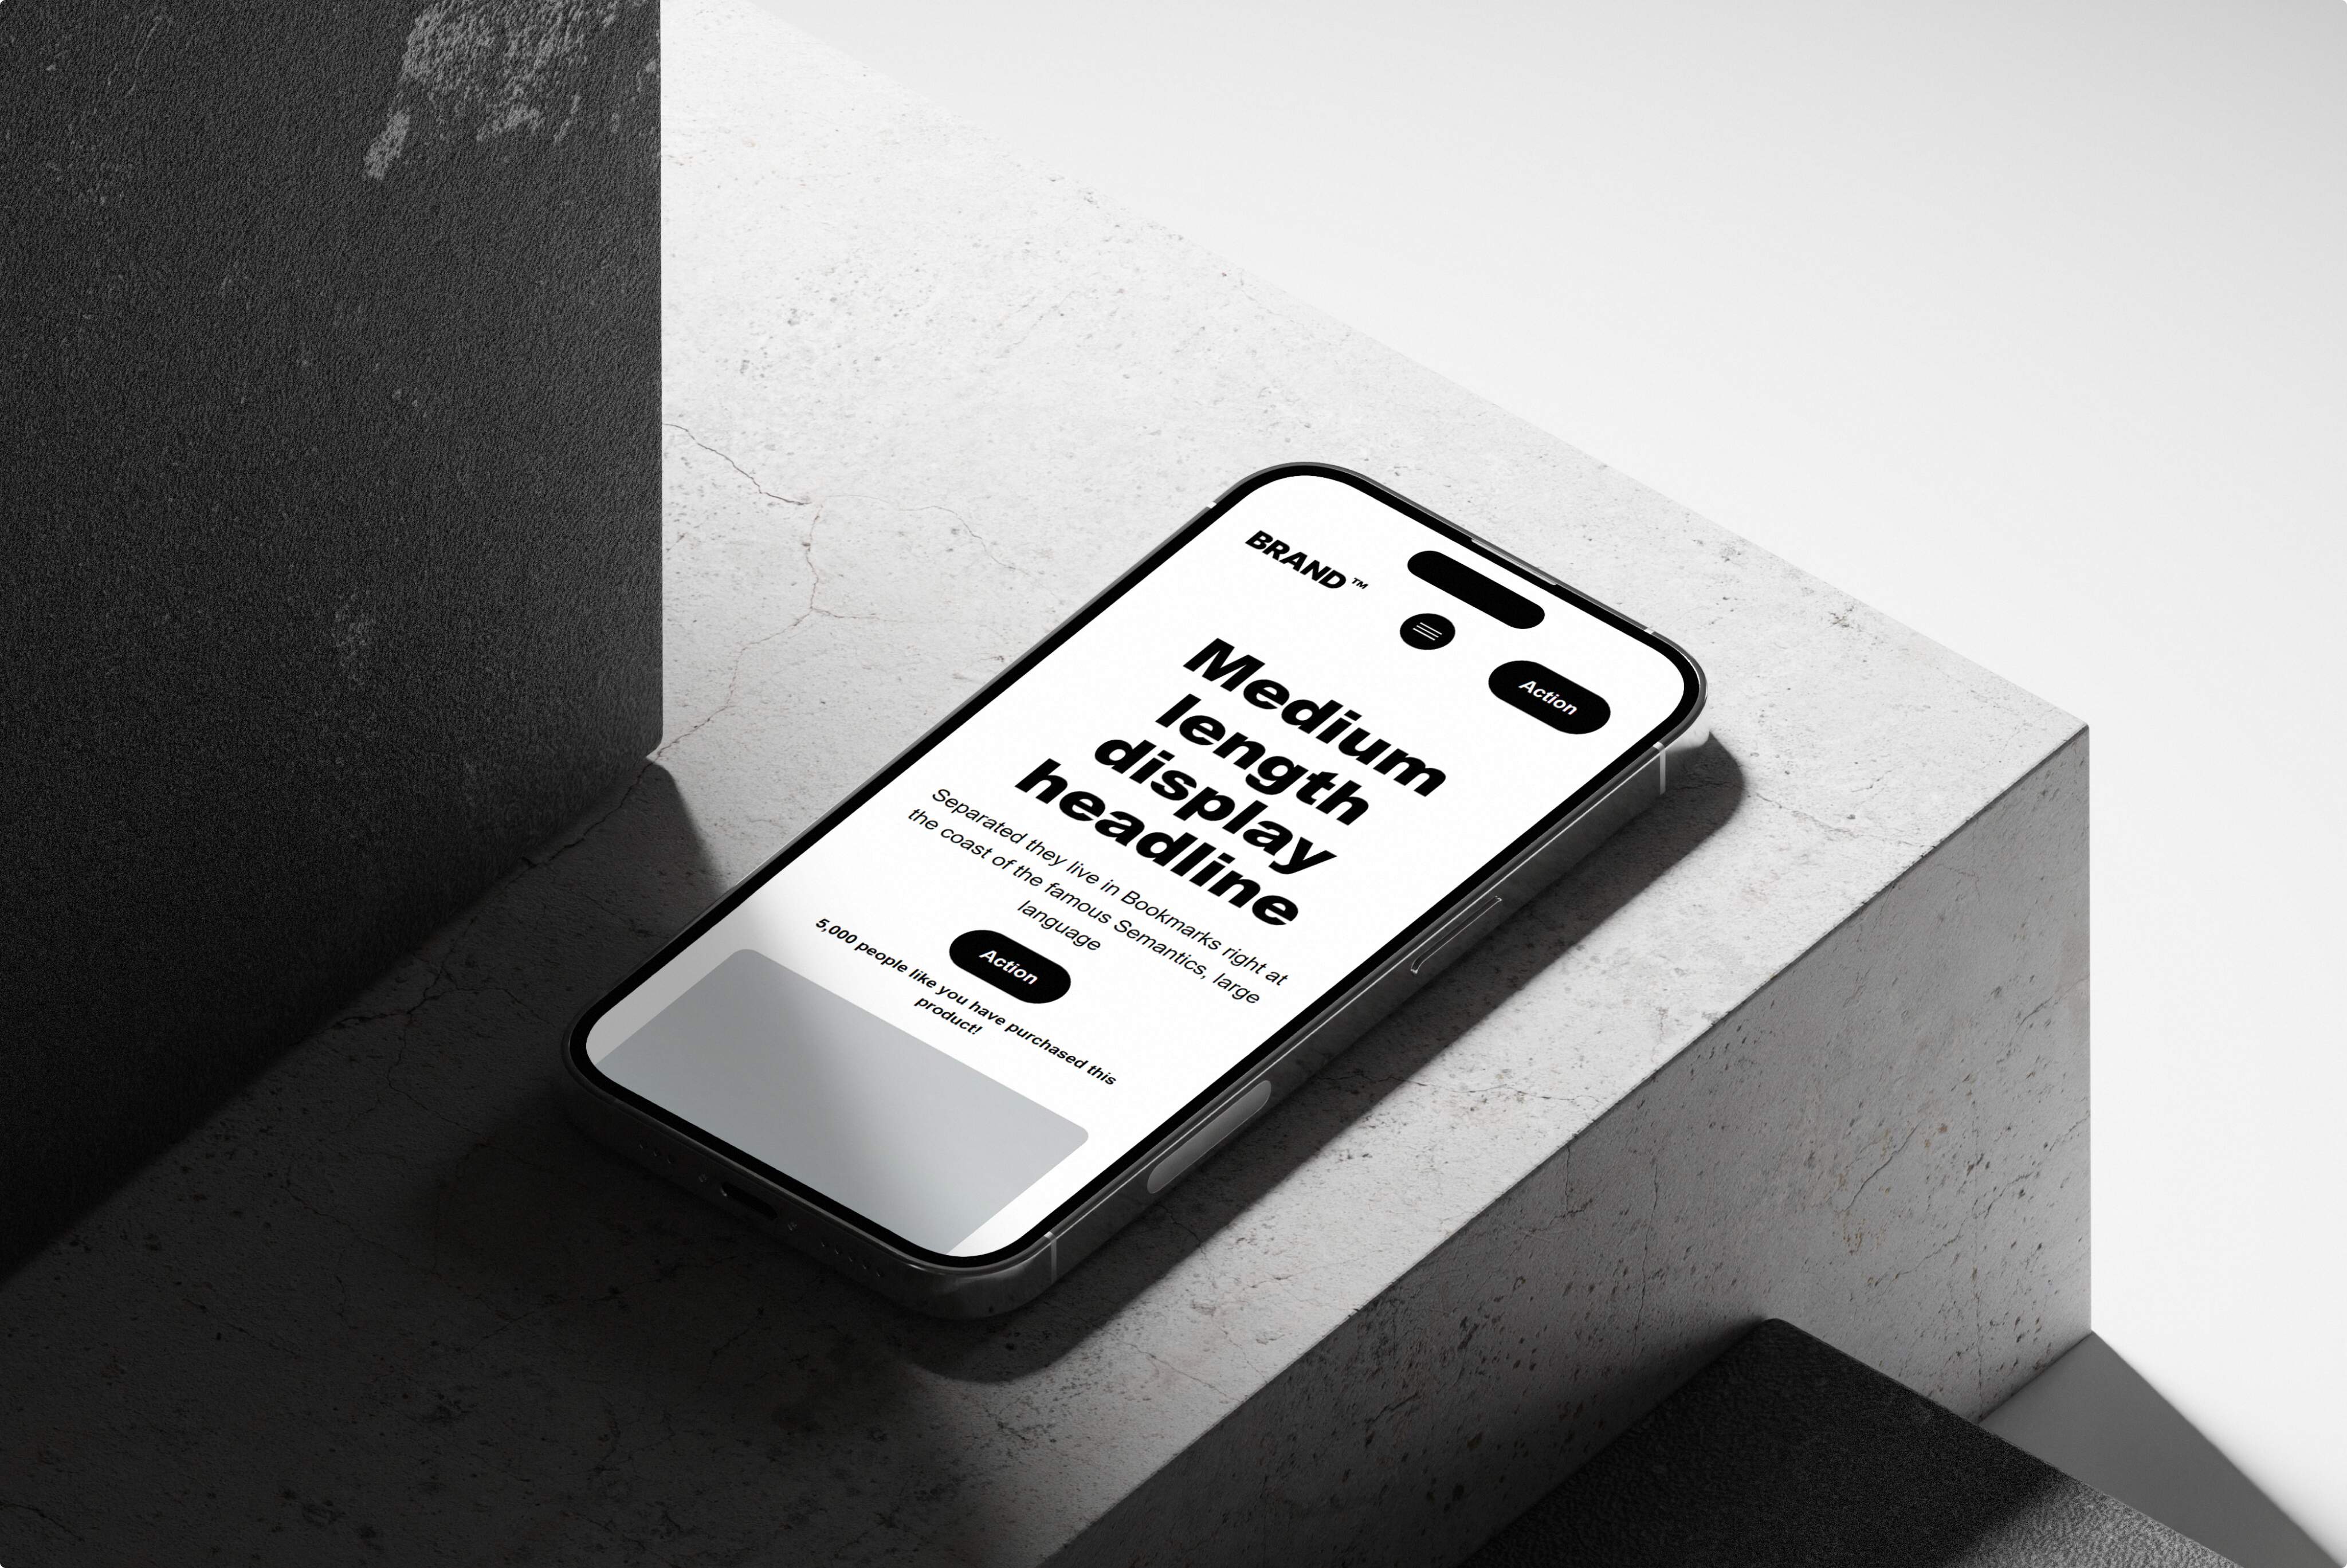 BRAND™
Action
Medium
length
display
headline
Separated they live in Bookmarks right at
the coast of the famous Semantics, large
language
Action
5,000 people like you have purchased this
product!